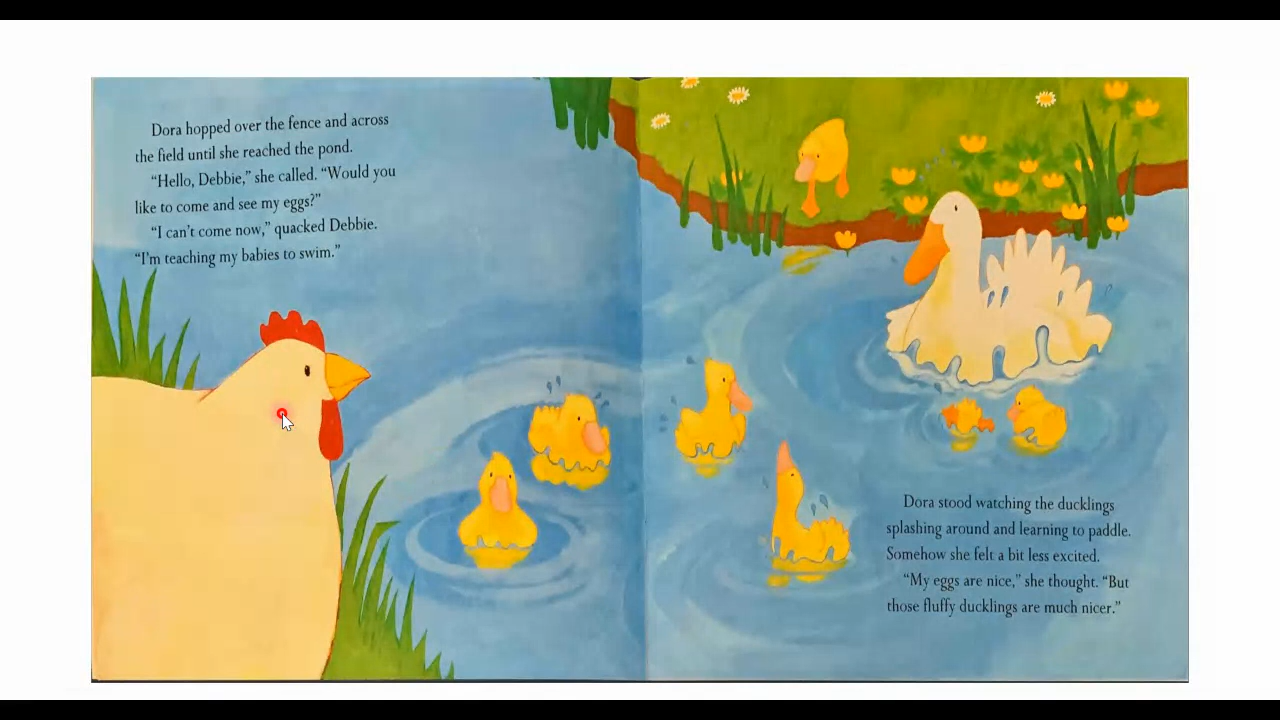 Dora hopped over the fence and across
the field until she reached the pond.
“Hello, Debbie,” she called. “Would you
like to come and see my eggs?”
“I can’t come now,” quacked Debbie.
“I’m teaching my babies to swim.”
Dora stood watching the ducklings
splashing around and learning to paddle.
Somehow she felt a bit less excited.
“My eggs are nice,” she thought. “But
those fluffy ducklings are much nicer.”